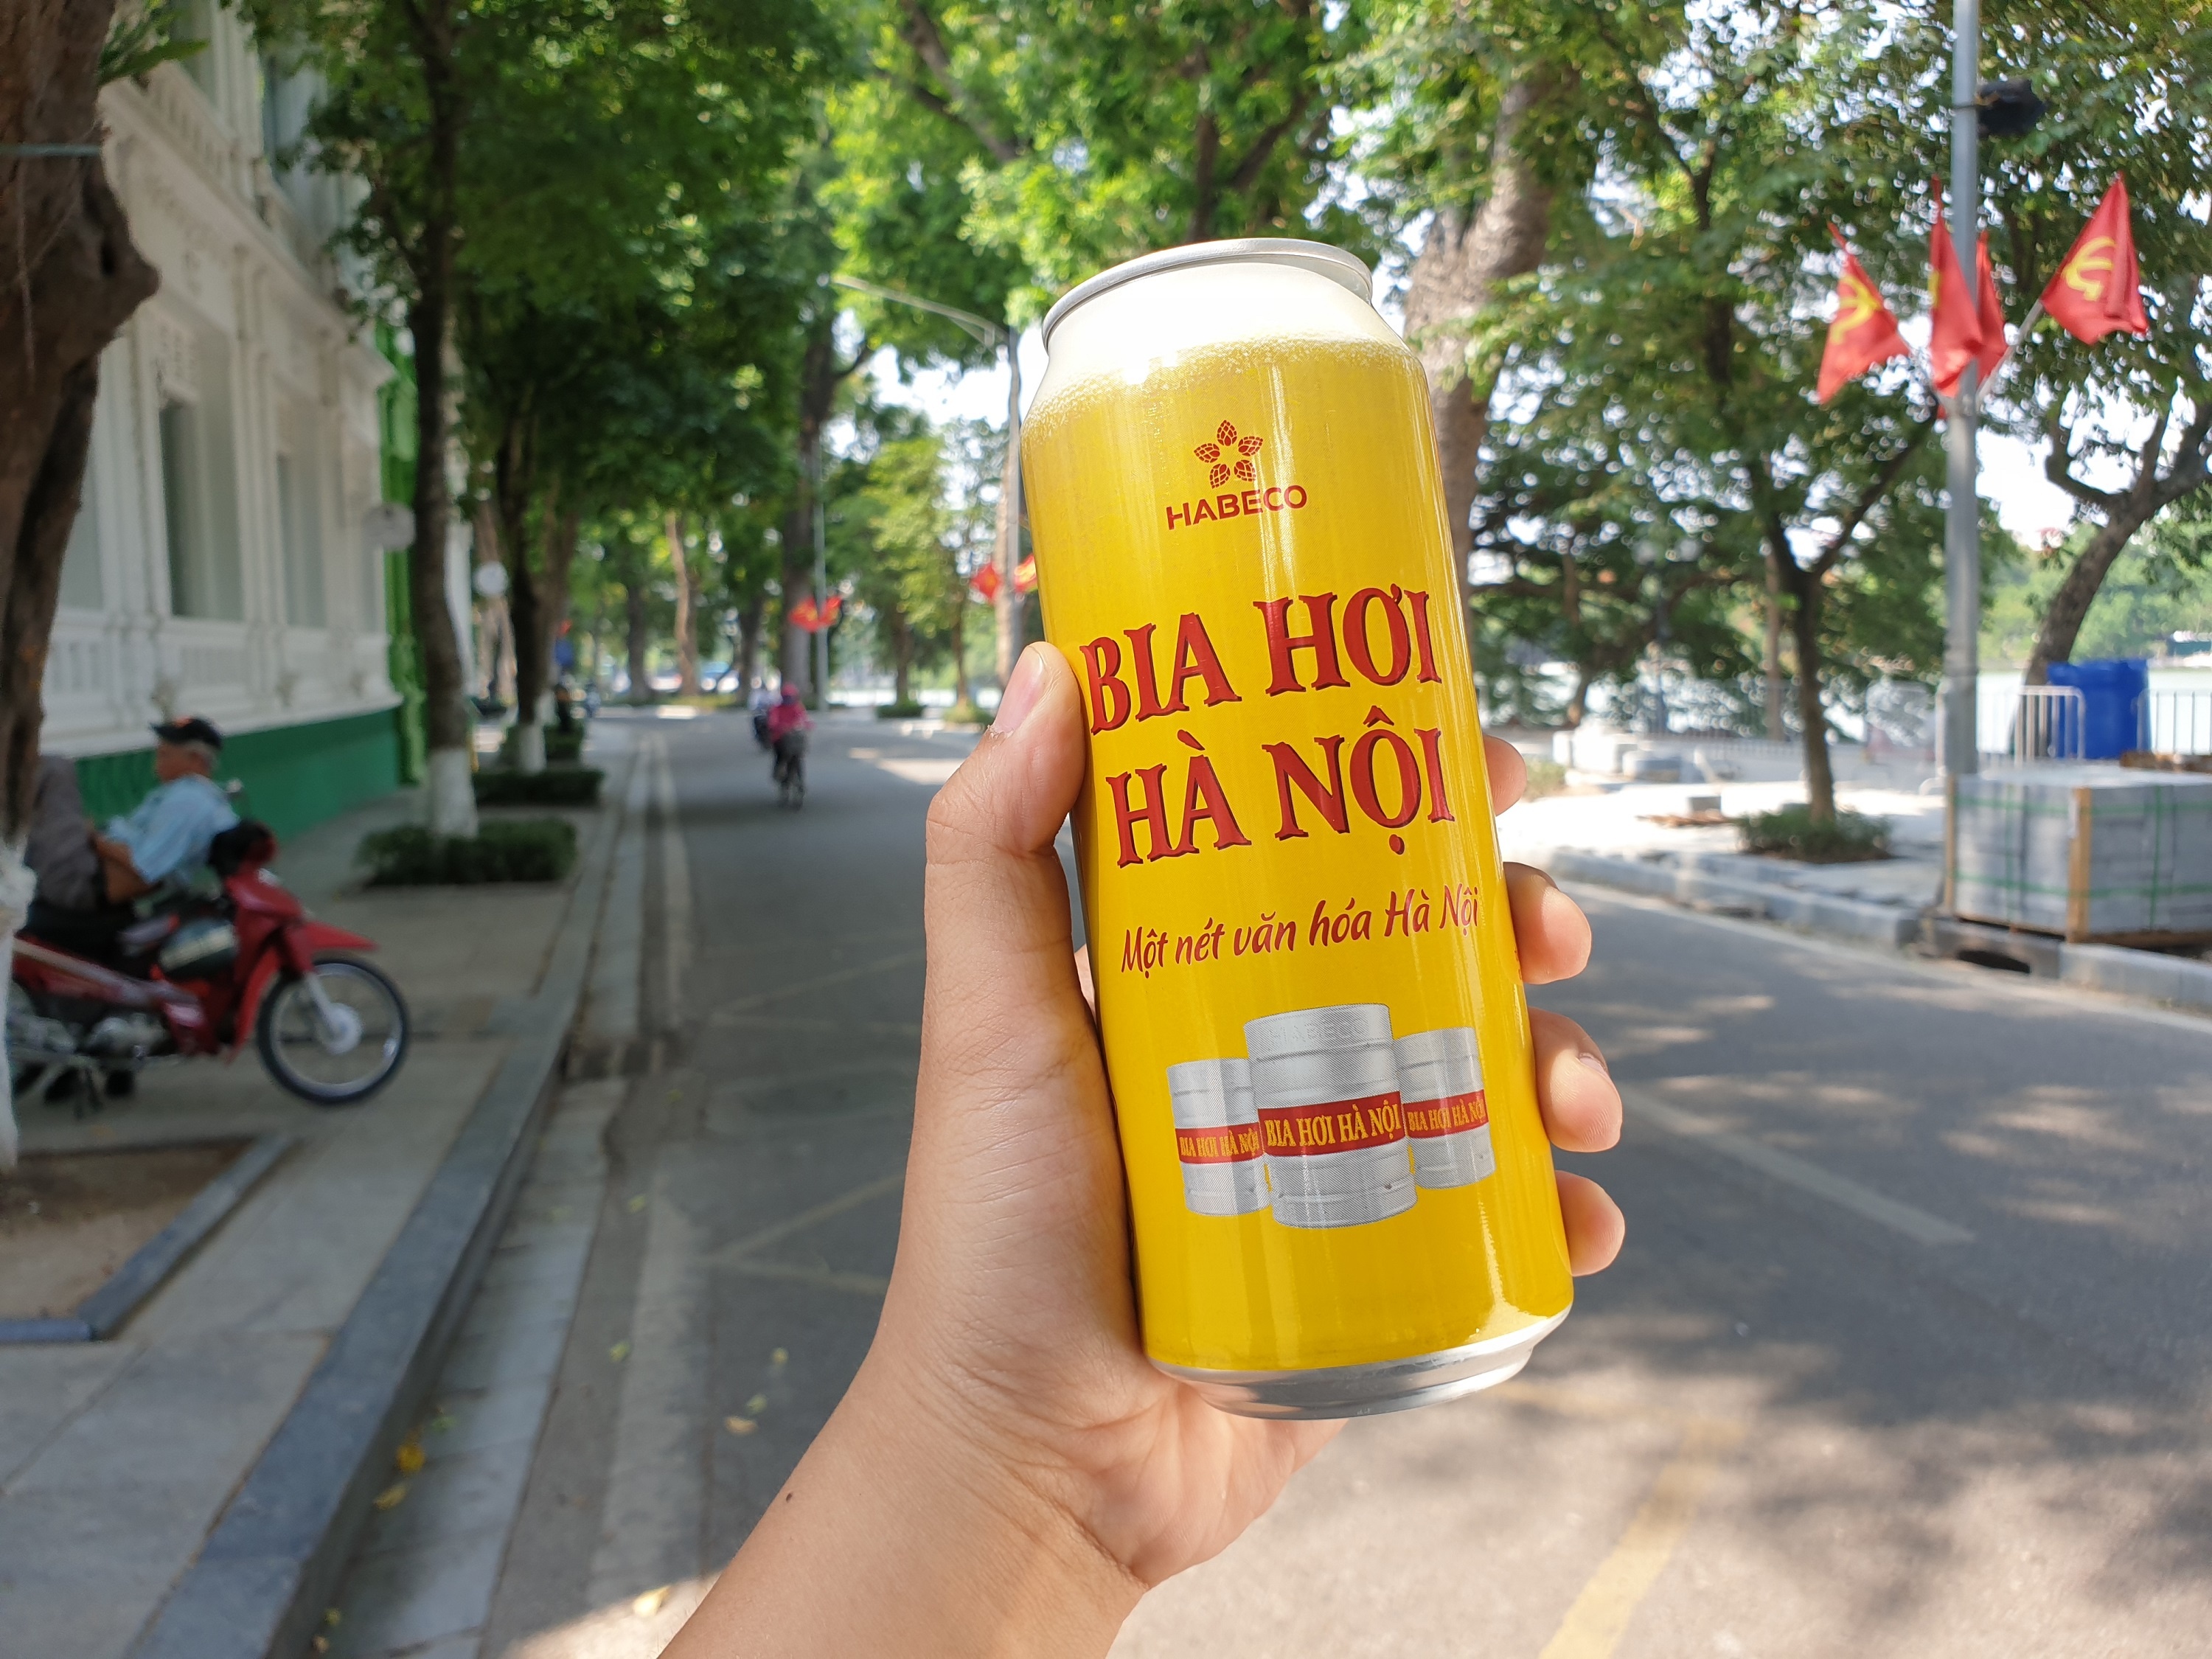 HABECO
BIA HƠI
HÀ NỘI
Một nét văn hóa Hà Nội
HABECO
BIA HƠI HÀ NỘI
BIA HƠI HÀ NỘI
BIA HƠI HÀ NỘI